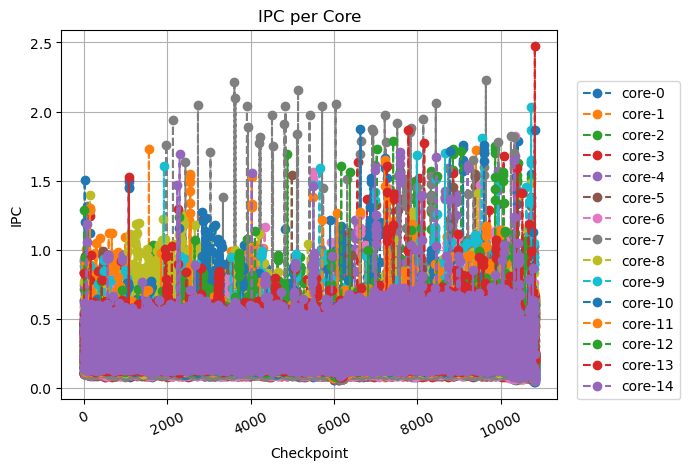 IPC per Core
IPC
2.5
2.0
1.5
1.0
0.5
0.0
0
2000
4000
6000
8000
10000
Checkpoint
core-0
core-1
core-2
core-3
core-4
core-5
core-6
core-7
core-8
core-9
core-10
core-11
core-12
core-13
core-14